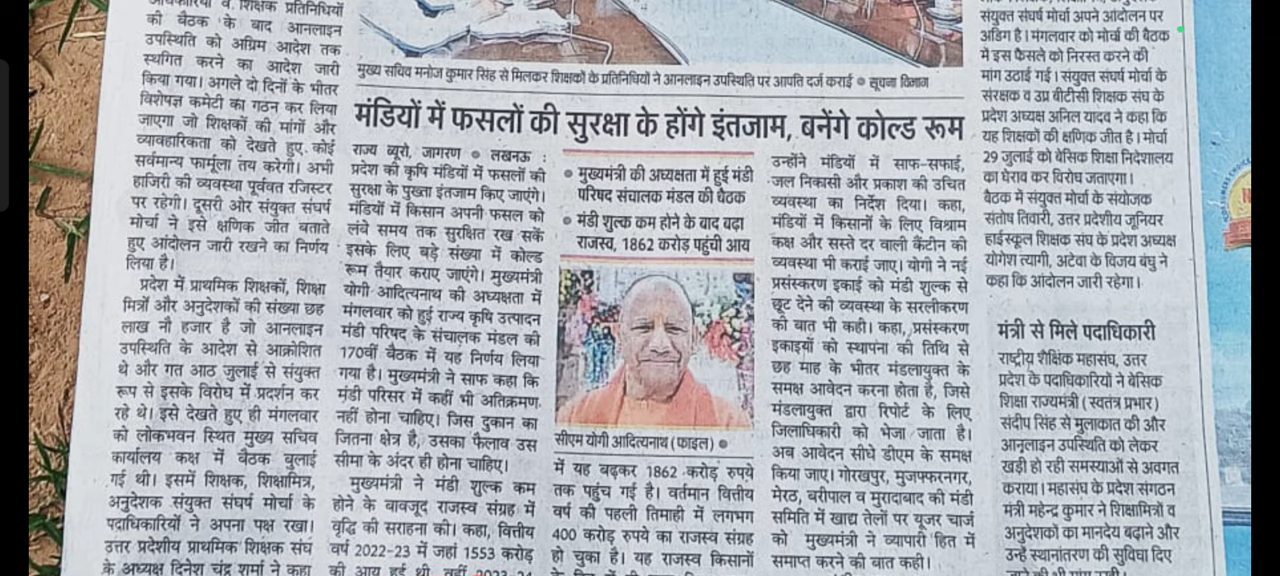 की बैठक के बाद आनलाइन
उपस्थिति को अग्रिम आदेश तक
स्थगित करने का आदेश जारी
किया गया। अगले दो दिनों के भीतर
विशेषज्ञ कमेटी का गठन कर लिया
जाएगा जो शिक्षकों की मांगों और
व्यावहारिकता को देखते हुए कोई
सर्वमान्य फार्मूला तय करेगी। अभी
हाजिरी की व्यवस्था पूर्ववत रजिस्टर
पर रहेगी। दूसरी ओर संयुक्त संघर्ष
मोर्चा ने इसे क्षणिक जीत बताते
हुए आंदोलन जारी रखने का निर्णय
लिया है।
प्रदेश में प्राथमिक शिक्षकों, शिक्षा
मित्रों और अनुदेशकों की संख्या छह
लाख नौ हजार है जो आनलाइन
उपस्थिति के आदेश से आक्रोशित
थे और गत आठ जुलाई से संयुक्त
रूप से इसके विरोध में प्रदर्शन कर
रहे थे। इसे देखते हुए ही मंगलवार
को लोकभवन स्थित मुख्य सचिव
कार्यालय कक्ष में बैठक बुलाई
गई थी। इसमें शिक्षक, शिक्षामित्र,
अनुदेशक संयुक्त संघर्ष मोर्चा के
पदाधिकारियों ने अपना पक्ष रखा।
उत्तर प्रदेशीय प्राथमिक शिक्षक संघ
के अध्यक्ष दिनेश चंद्र शर्मा ने कहा
मुख्य सचिव मनोज कुमार सिंह से मिलकर शिक्षकों के प्रतिनिधियों ने आनलाइन उपस्थिति पर आपति दर्ज कराई ● सूचना विभाग
मंडियों में फसलों की सुरक्षा के होंगे इंतजाम, बनेंगे कोल्ड रूम
राज्य ब्यूरो, जागरण ● लखनऊ :
प्रदेश की कृषि मंडियों में फसलों की
सुरक्षा के पुख्ता इंतजाम किए जाएंगे।
मंडियों में किसान अपनी फसल को
लंबे समय तक सुरक्षित रख सकें
इसके लिए बड़े संख्या में कोल्ड
रूम तैयार कराए जाएंगे। मुख्यमंत्री
योगी आदित्यनाथ की अध्यक्षता में
मंगलवार को हुई राज्य कृषि उत्पादन
मंडी परिषद के संचालक मंडल की
170वीं बैठक में यह निर्णय लिया
गया है। मुख्यमंत्री ने साफ कहा कि
मंडी परिसर में कहीं भी अतिक्रमण
नहीं होना चाहिए। जिस दुकान का
जितना क्षेत्र है, उसका फैलाव उस
सीमा के अंदर ही होना चाहिए।
मुख्यमंत्री ने मंडी शुल्क कम
होने के बावजूद राजस्व संग्रह में
वृद्धि की सराहना की। कहा, वित्तीय
वर्ष 2022-23 में जहां 1553 करोड़
की आय हुई थी, वहीं 2023-24
● मुख्यमंत्री की अध्यक्षता में हुई मंडी
परिषद संचालक मंडल की बैठक
● मंडी शुल्क कम होने के बाद बढ़ा
राजस्व, 1862 करोड़ पहुंची आय
सीएम योगी आदित्यनाथ (फाइल) ●
में यह बढ़कर 1862 करोड़ रुपये
तक पहुंच गई है। वर्तमान वित्तीय
वर्ष की पहली तिमाही में लगभग
400 करोड़ रुपये का राजस्व संग्रह
हो चुका है। यह राजस्व किसानों
उन्होंने मंडियों में साफ-सफाई,
जल निकासी और प्रकाश की उचित
व्यवस्था का निर्देश दिया। कहा,
मंडियों में किसानों के लिए विश्राम
कक्ष और सस्ते दर वाली कैंटीन की
व्यवस्था भी कराई जाए। योगी ने नई
प्रसंस्करण इकाई को मंडी शुल्क से
छूट देने की व्यवस्था के सरलीकरण
की बात भी कही। कहा, प्रसंस्करण
इकाइयों को स्थापना की तिथि से
छह माह के भीतर मंडलायुक्त के
समक्ष आवेदन करना होता है, जिसे
मंडलायुक्त द्वारा रिपोर्ट के लिए
जिलाधिकारी को भेजा जाता है।
अब आवेदन सीधे डीएम के समक्ष
किया जाए। गोरखपुर, मुजफ्फरनगर,
मेरठ, बरीपाल व मुरादाबाद की मंडी
समिति में खाद्य तेलों पर यूजर चार्ज
को मुख्यमंत्री ने व्यापारी हित में
समाप्त करने की बात कही।
संयुक्त संघर्ष मोर्चा अपने आंदोलन पर
अडिग है। मंगलवार को मोर्चा की बैठक
में इस फैसले को निरस्त करने की
मांग उठाई गई। संयुक्त संघर्ष मोर्चा के
संरक्षक व उप्र बीटीसी शिक्षक संघ के
प्रदेश अध्यक्ष अनिल यादव ने कहा कि
यह शिक्षकों की क्षणिक जीत है। मोर्चा
29 जुलाई को बेसिक शिक्षा निदेशालय
का घेराव कर विरोध जताएगा।
बैठक में संयुक्त मोर्चा के संयोजक
संतोष तिवारी, उत्तर प्रदेशीय जूनियर
हाईस्कूल शिक्षक संघ के प्रदेश अध्यक्ष
योगेश त्यागी, अटेवा के विजय बंधु ने
कहा कि आंदोलन जारी रहेगा।
मंत्री से मिले पदाधिकारी
राष्ट्रीय शैक्षिक महासंघ, उत्तर
प्रदेश के पदाधिकारियों ने बेसिक
शिक्षा राज्यमंत्री (स्वतंत्र प्रभार)
संदीप सिंह से मुलाकात की और
आनलाइन उपस्थिति को लेकर
खड़ी हो रही समस्याओं से अवगत
कराया। महासंघ के प्रदेश संगठन
मंत्री महेन्द्र कुमार ने शिक्षामित्रों व
अनुदेशकों का मानदेय बढ़ाने और
उन्हें स्थानांतरण की सुविधा दिए